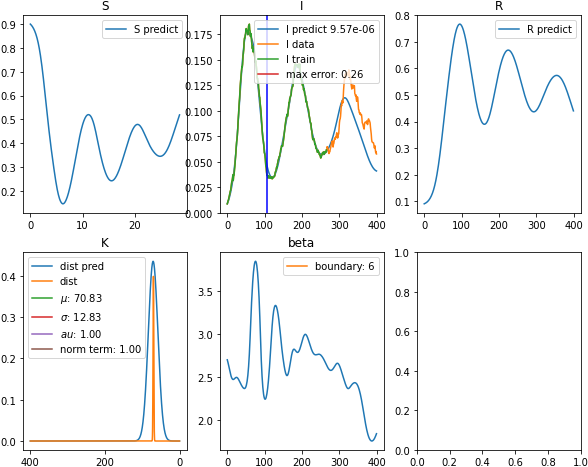 S
I
R
S predict
I predict 9.57e-06
I data
I train
max error: 0.26
R predict
0.9
0.8
0.7
0.6
0.5
0.4
0.3
0.2
0 10 20
0.175
0.150
0.125
0.100
0.075
0.050
0.025
0.000
0 100 200 300 400
0.8
0.7
0.6
0.5
0.4
0.3
0.2
0.1
0 100 200 300 400
K
beta
dist pred
dist
μ: 70.83
σ: 12.83
au: 1.00
norm term: 1.00
boundary: 6
0.4
0.3
0.2
0.1
0.0
400 200 0
3.5
3.0
2.5
2.0
0 100 200 300 400
1.0
0.8
0.6
0.4
0.2
0.0
0.0 0.2 0.4 0.6 0.8 1.0